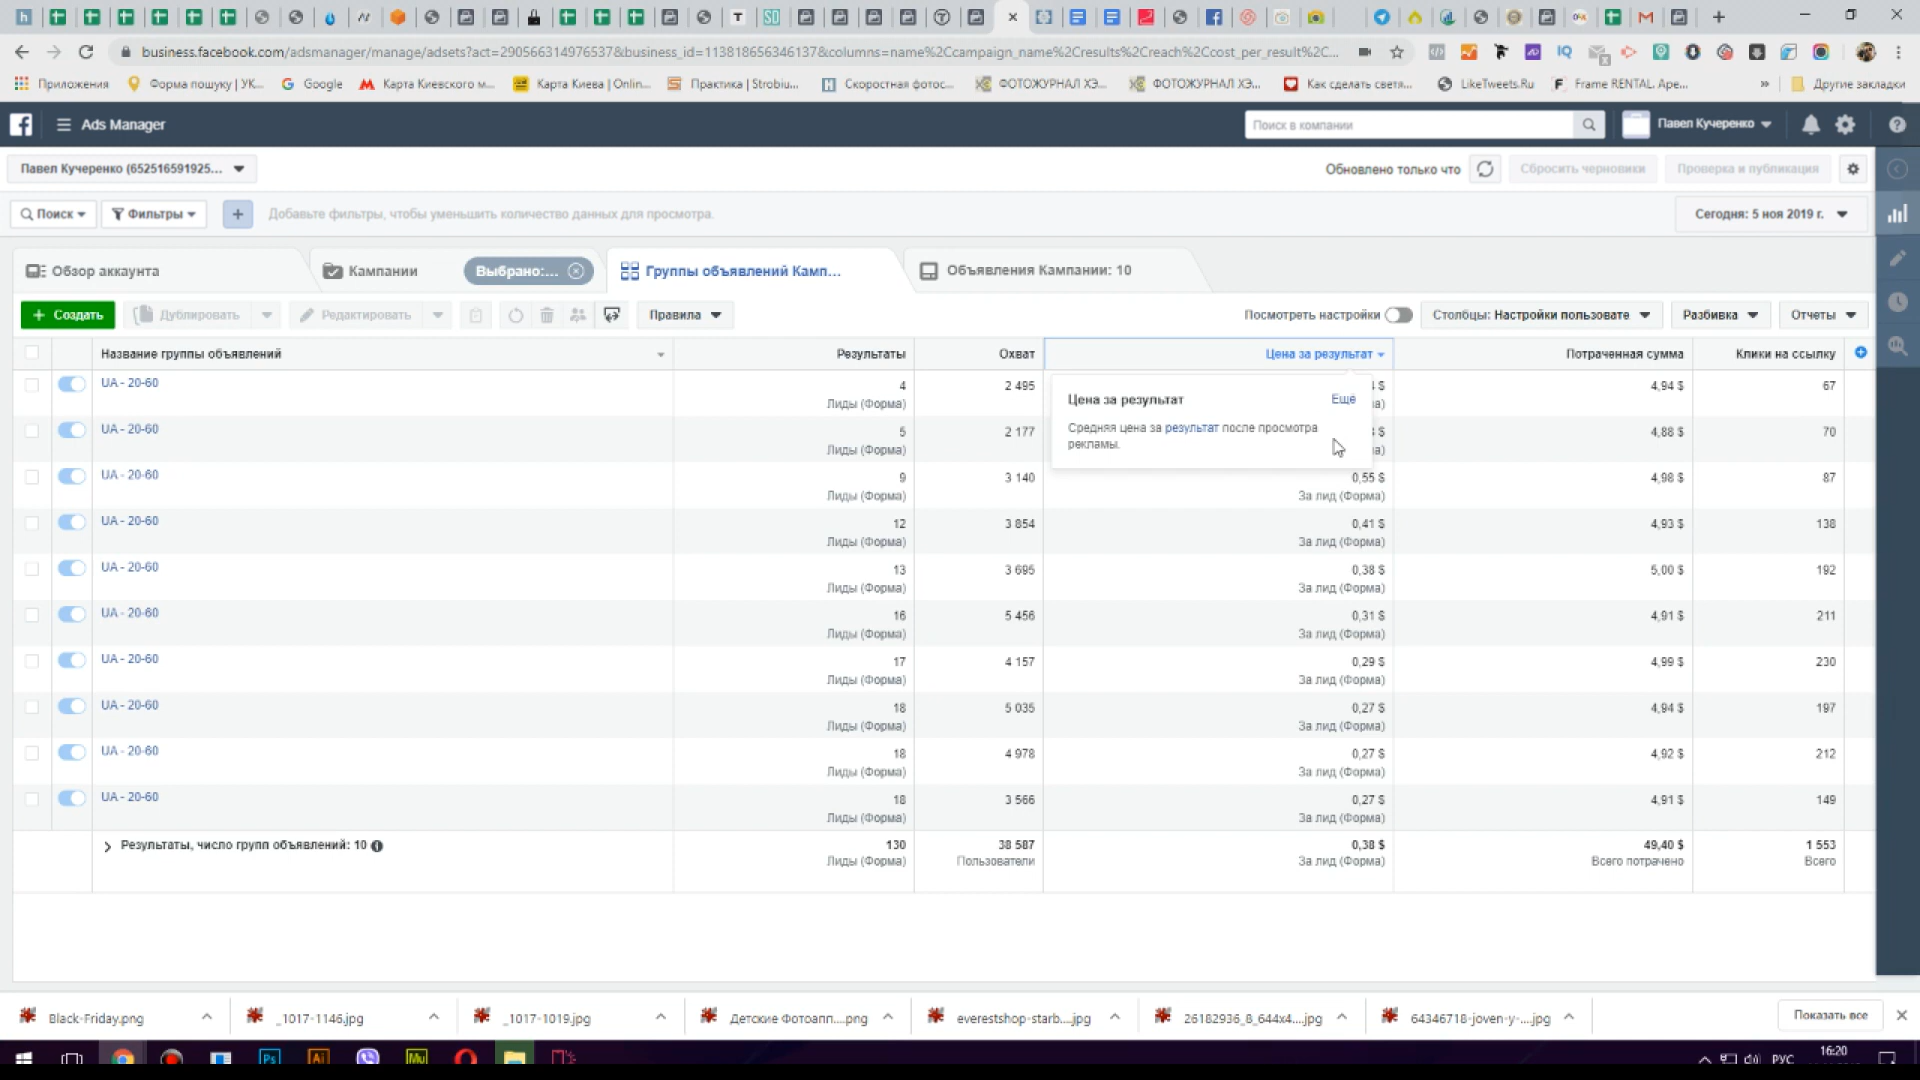 business.facebook.com/adsmanager/manage/adsets?act=290566314976537&business_id=113818656346137&columns=name%2Ccampaign_name%2Cresults%2Creach%2Ccost_per_result%2C...
Приложения
Форма пошуку | УК...
Google
Карта Киевского м...
Карта Киева | Onlin...
Практика | Strobiu...
Скоростная фотос...
ФОТОЖУРНАЛ ХЭ...
ФОТОЖУРНАЛ ХЭ...
Как сделать светя...
LikeTweets.Ru
Frame RENTAL. Аре...
»
Другие закладки
Ads Manager
Поиск в компании
Павел Кучеренко
Павел Кучеренко (652516591925...
Обновлено только что
Сбросить черновики
Проверка и публикация
Поиск
Фильтры
Добавьте фильтры, чтобы уменьшить количество данных для просмотра.
Сегодня: 5 ноя 2019 г.
Обзор аккаунта
Кампании
Выбрано:...
Группы объявлений Камп...
Объявления Кампании: 10
+ Создать
Дублировать
Редактировать
Правила
Посмотреть настройки
Столбцы: Настройки пользовате
Разбивка
Отчеты
Название группы объявлений
Результаты
Охват
Цена за результат
Потраченная сумма
Клики на ссылку
UA - 20-60
4
Лиды (Форма)
2 495
4,94 $
67
Цена за результат
Ещё
Средняя цена за результат после просмотра
рекламы.
UA - 20-60
5
Лиды (Форма)
2 177
4,88 $
70
UA - 20-60
9
Лиды (Форма)
3 140
0,55 $
За лид (Форма)
4,98 $
87
UA - 20-60
12
Лиды (Форма)
3 854
0,41 $
За лид (Форма)
4,93 $
138
UA - 20-60
13
Лиды (Форма)
3 695
0,38 $
За лид (Форма)
5,00 $
192
UA - 20-60
16
Лиды (Форма)
5 456
0,31 $
За лид (Форма)
4,91 $
211
UA - 20-60
17
Лиды (Форма)
4 157
0,29 $
За лид (Форма)
4,99 $
230
UA - 20-60
18
Лиды (Форма)
5 035
0,27 $
За лид (Форма)
4,94 $
197
UA - 20-60
18
Лиды (Форма)
4 978
0,27 $
За лид (Форма)
4,92 $
212
UA - 20-60
18
Лиды (Форма)
3 566
0,27 $
За лид (Форма)
4,91 $
149
Результаты, число групп объявлений: 10
130
Лиды (Форма)
38 587
Пользователи
0,38 $
За лид (Форма)
49,40 $
Всего потрачено
1 553
Всего
Black-Friday.png
_1017-1146.jpg
_1017-1019.jpg
Детские Фотоапп....png
everestshop-starb....jpg
26182936_8_644x4....jpg
64346718-joven-y-....jpg
Показать все
РУС
16:20